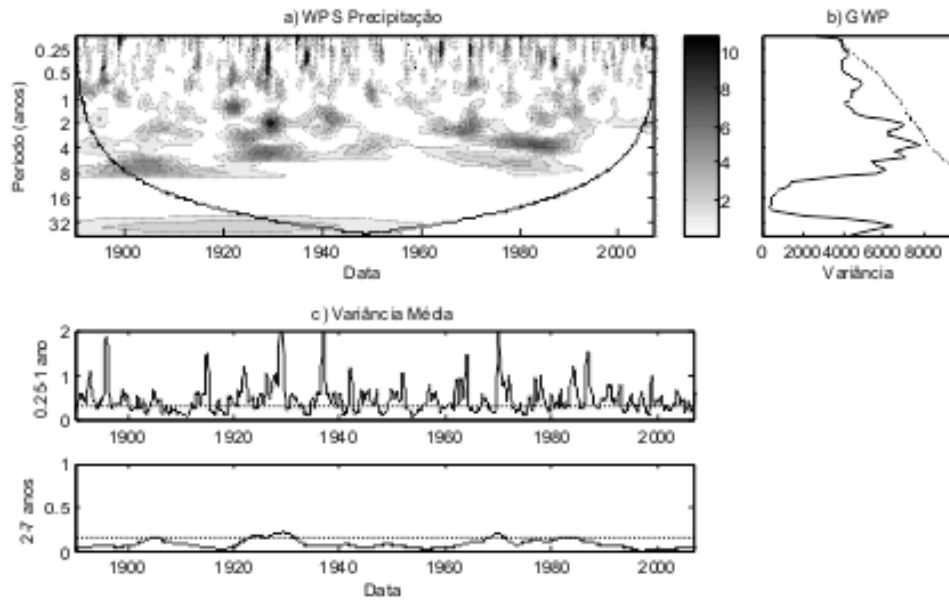 a) WPS Precipitação
b) GWP
Período (anos)
0.25
0.5
1
2
4
8
16
32
1900 1920 1940 1960 1980 2000
Data
10
8
6
4
2
0 2000 4000 6000 8000
Variância
c) Variância Média
0.25-1 ano
2
1
0
1900 1920 1940 1960 1980 2000
2-7 anos
1
0.5
0
1900 1920 1940 1960 1980 2000
Data